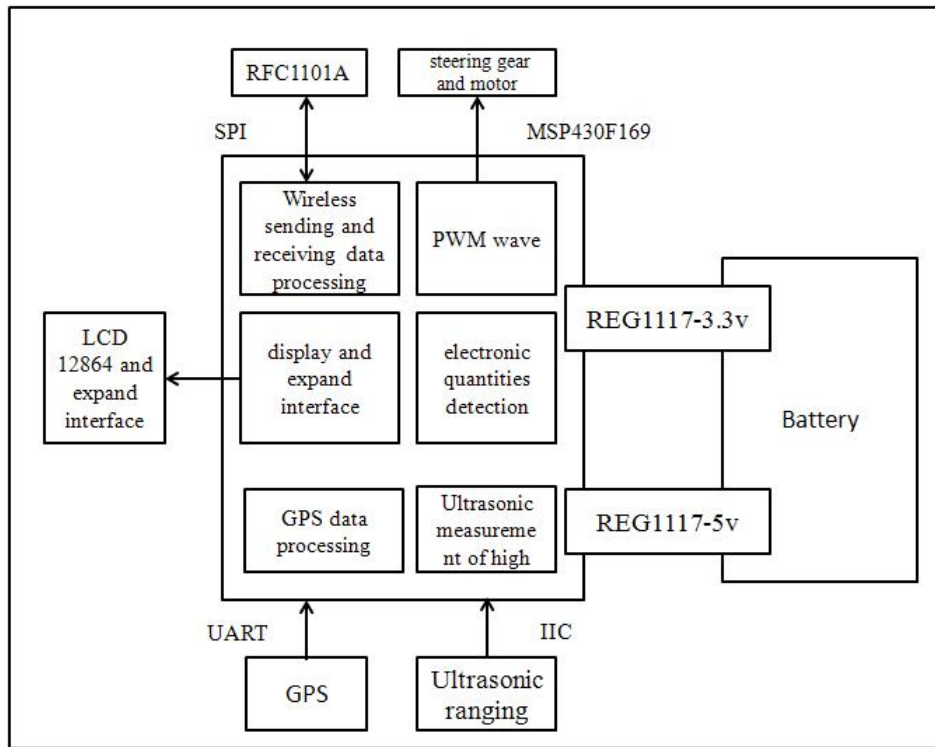 RFC1101A
steering gear
and motor
SPI
MSP430F169
Wireless
sending and
receiving data
processing
PWM wave
REG1117-3.3v
LCD
12864 and
expand
interface
display and
expand
interface
electronic
quantities
detection
Battery
GPS data
processing
Ultrasonic
measureme
nt of high
REG1117-5v
UART
IIC
GPS
Ultrasonic
ranging